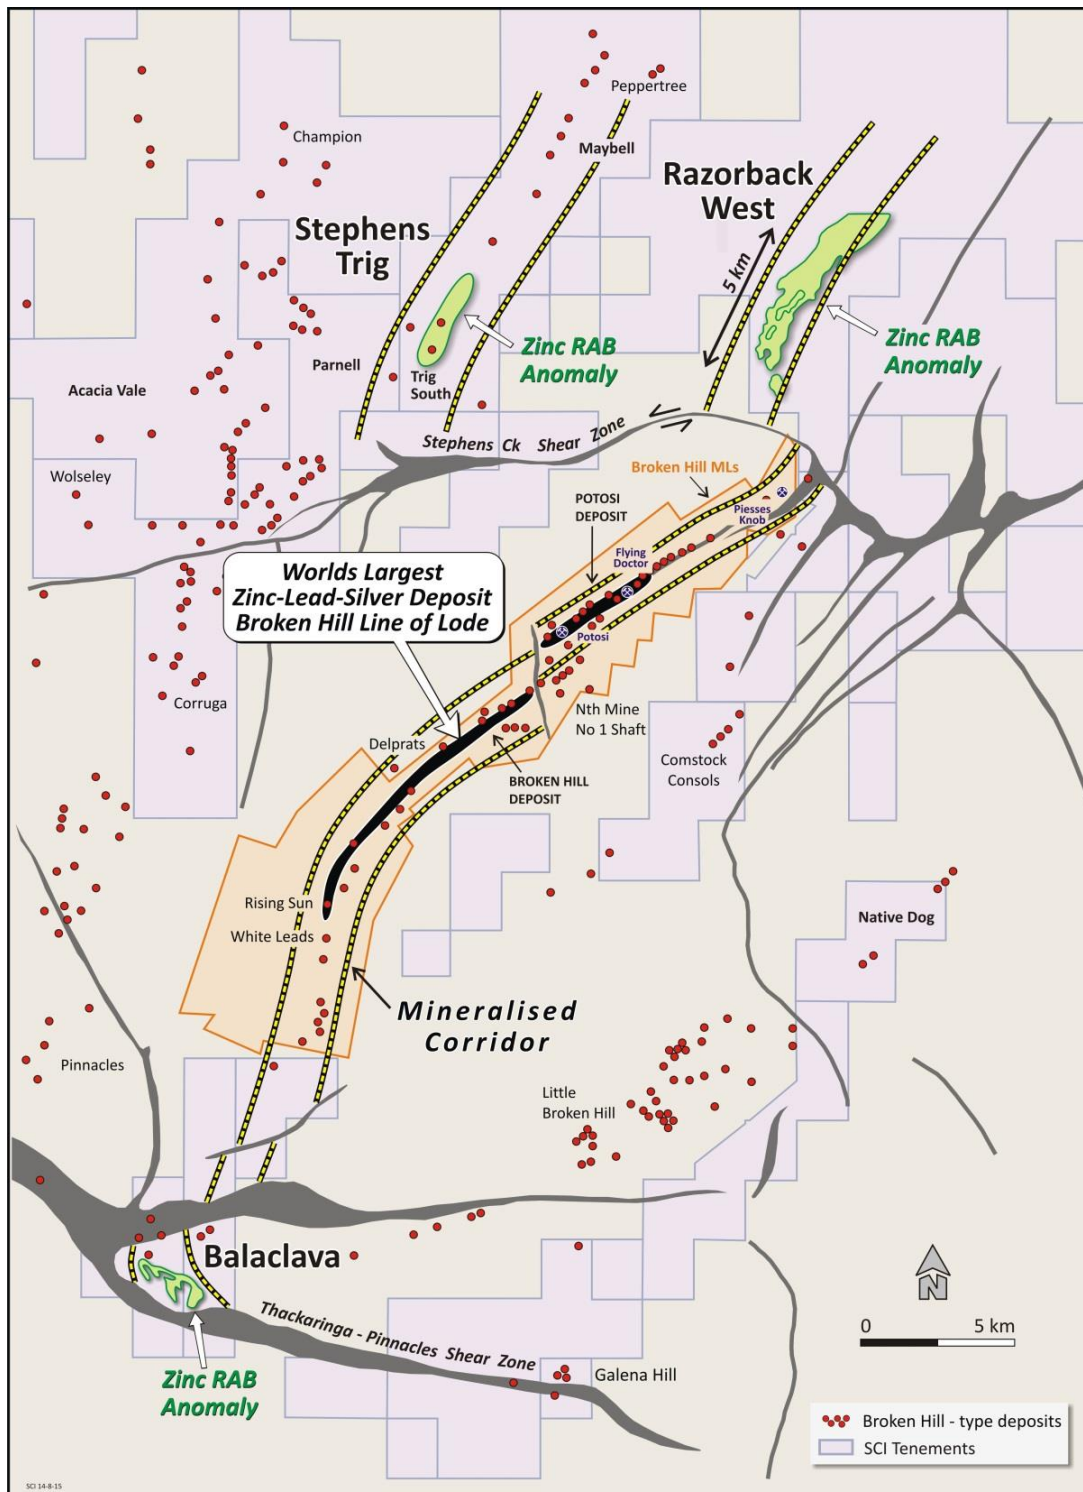 Peppertree
Champion
Maybell
Razorback
West
Stephens
Trig
5 km
Zinc RAB
Anomaly
Zinc RAB
Anomaly
Parnell
Trig
South
Acacia Vale
Stephens Ck Shear Zone
Wolseley
Broken Hill MLs
POTOSI
DEPOSIT
Piesses
Knob
Flying
Doctor
Worlds Largest
Zinc-Lead-Silver Deposit
Broken Hill Line of Lode
Potosi
Corruga
Nth Mine
No 1 Shaft
Delprats
BROKEN HILL
DEPOSIT
Comstock
Consols
Rising Sun
White Leads
Native Dog
Mineralised
Corridor
Pinnacles
Little
Broken Hill
Balaclava
N
Thackaringa - Pinnacles Shear Zone
0 5 km
Zinc RAB
Anomaly
Galena Hill
Broken Hill - type deposits
SCI Tenements
SCI 14-8-15